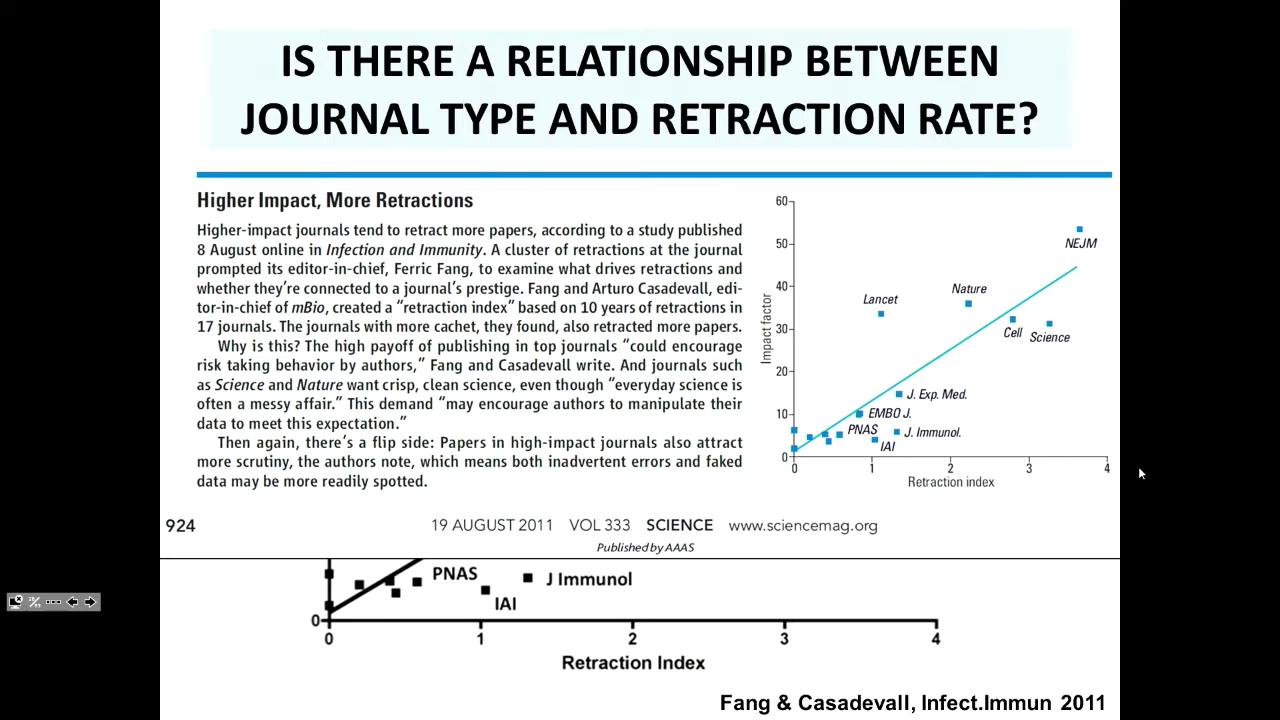 IS THERE A RELATIONSHIP BETWEEN
JOURNAL TYPE AND RETRACTION RATE?
Higher Impact, More Retractions
Higher-impact journals tend to retract more papers, according to a study published
8 August online in Infection and Immunity. A cluster of retractions at the journal
prompted its editor-in-chief, Ferric Fang, to examine what drives retractions and
whether they're connected to a journal's prestige. Fang and Arturo Casadevall, edi-
tor-in-chief of mBio, created a “retraction index” based on 10 years of retractions in
17 journals. The journals with more cachet, they found, also retracted more papers.
Why is this? The high payoff of publishing in top journals “could encourage
risk taking behavior by authors,” Fang and Casadevall write. And journals such
as Science and Nature want crisp, clean science, even though “everyday science is
often a messy affair.” This demand “may encourage authors to manipulate their
data to meet this expectation.”
Then again, there's a flip side: Papers in high-impact journals also attract
more scrutiny, the authors note, which means both inadvertent errors and faked
data may be more readily spotted.
60
50
40
30
20
10
0
Impact factor
NEJM
Nature
Lancet
Cell
Science
J. Exp. Med.
EMBO J.
PNAS
J. Immunol.
IAI
0 1 2 3 4
Retraction index
924
19 AUGUST 2011 VOL 333 SCIENCE www.sciencemag.org
Published by AAAS
PNAS
J Immunol
IAI
0
0 1 2 3 4
Retraction Index
Fang & Casadevall, Infect.Immun 2011